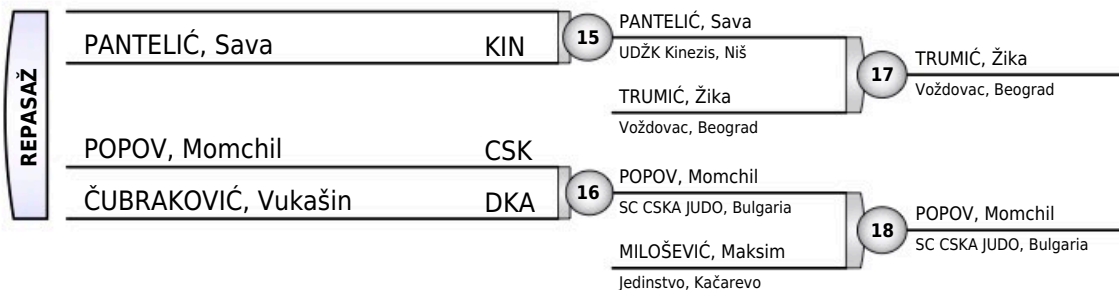 REPASAŽ
PANTELIĆ, Sava KIN
15
PANTELIĆ, Sava
UDŽK Kinezis, Niš
TRUMIĆ, Žika
Voždovac, Beograd
17
TRUMIĆ, Žika
Voždovac, Beograd
POPOV, Momchil CSK
ČUBRAKOVIĆ, Vukašin DKA
16
POPOV, Momchil
SC CSKA JUDO, Bulgaria
MILOŠEVIĆ, Maksim
Jedinstvo, Kačarevo
18
POPOV, Momchil
SC CSKA JUDO, Bulgaria